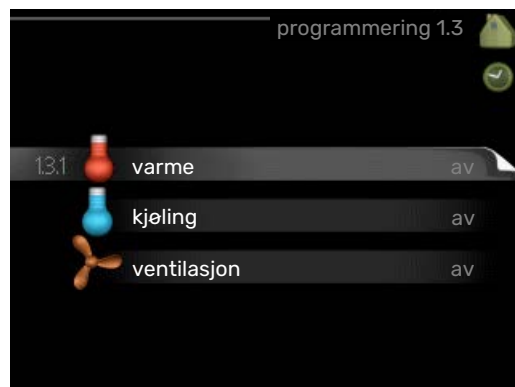 programmering 1.3
1.3.1 varme av
kjøling av
ventilasjon av